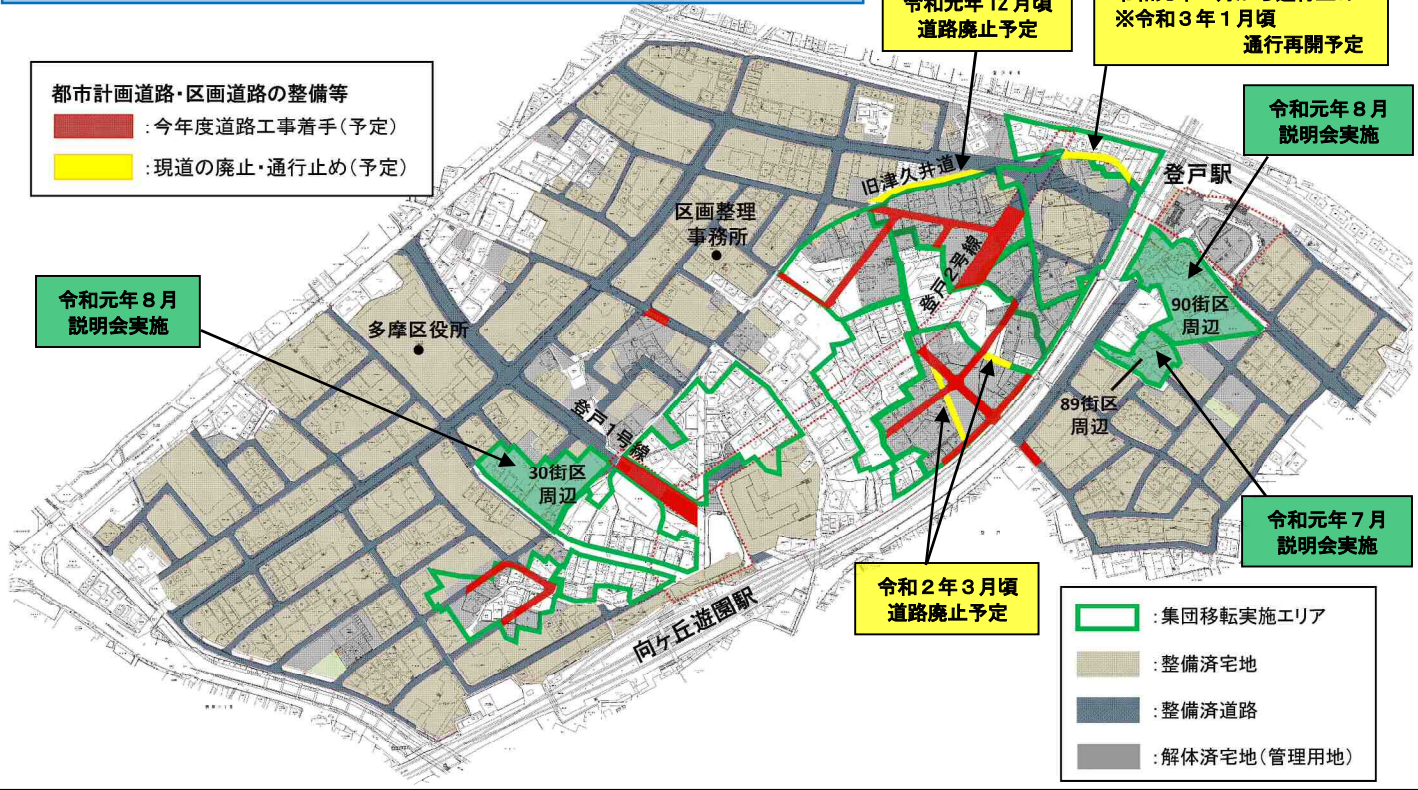 令和元年12月頃
道路廃止予定
※令和3年1月頃
通行再開予定
都市計画道路・区画道路の整備等
:今年度道路工事着手(予定)
:現道の廃止・通行止め(予定)
令和元年8月
説明会実施
登戸駅
旧津久井道
区画整理
事務所
登戸2号線
令和元年8月
説明会実施
多摩区役所
90街区
周辺
89街区
周辺
登戸1号線
30街区
周辺
令和元年7月
説明会実施
令和2年3月頃
道路廃止予定
向ヶ丘遊園駅
:集団移転実施エリア
:整備済宅地
:整備済道路
:解体済宅地(管理用地)